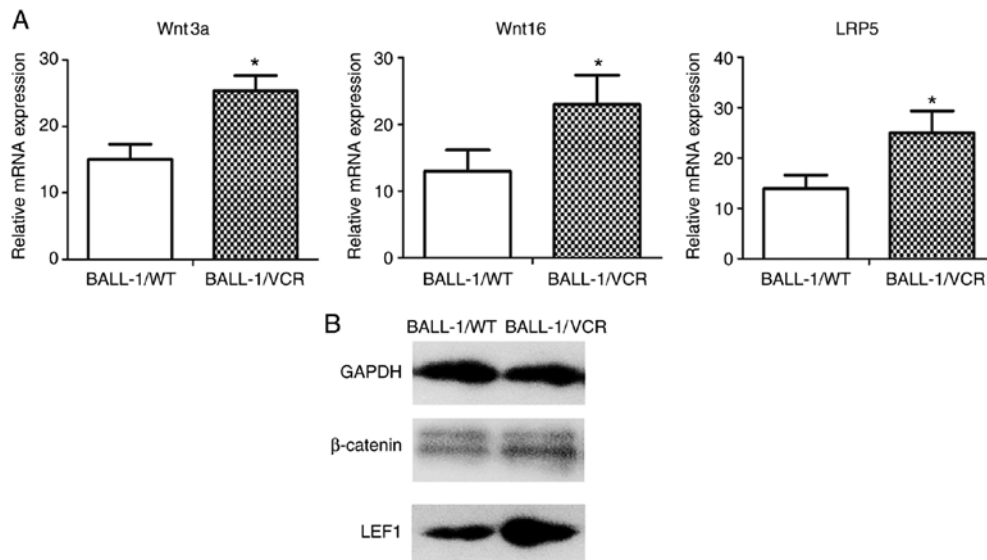 A
Wnt3a
Relative mRNA expression
30
20
10
0
*
BALL-1/WT
BALL-1/VCR
Wnt16
Relative mRNA expression
30
20
10
0
*
BALL-1/WT
BALL-1/VCR
LRP5
Relative mRNA expression
40
30
20
10
0
*
BALL-1/WT
BALL-1/VCR
B
BALL-1/WT BALL-1/VCR
GAPDH
β-catenin
LEF1